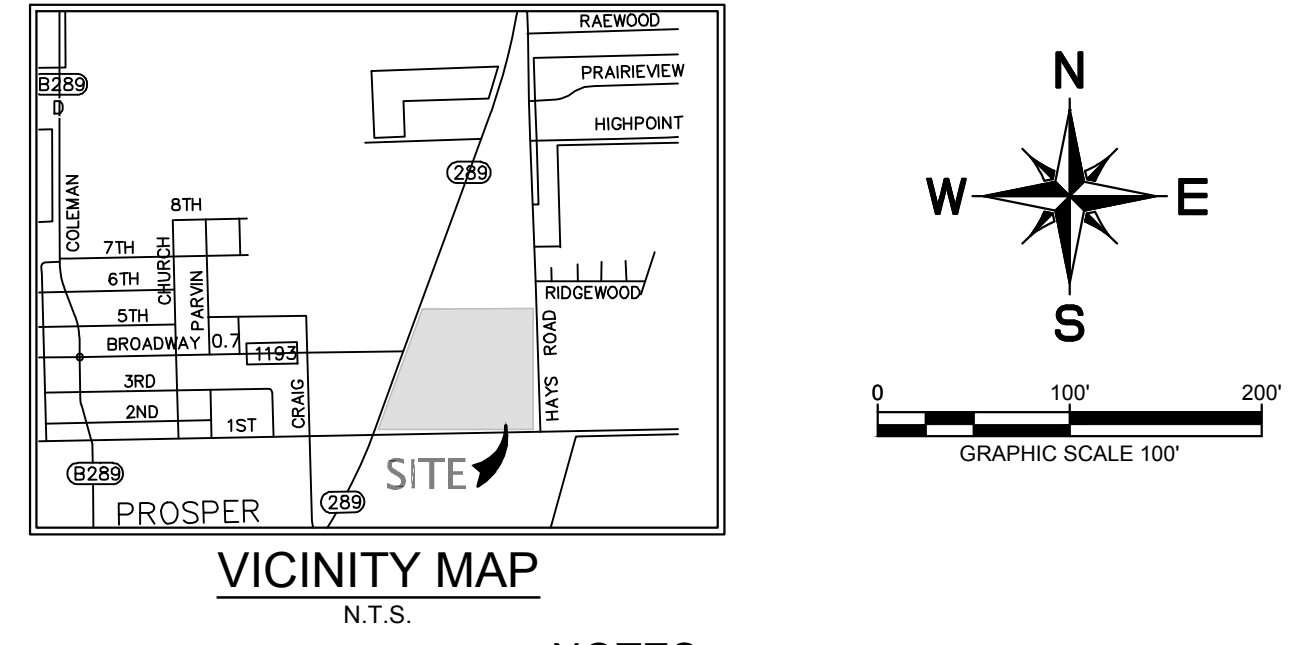 RAEWOOD
B289
D
PRAIRIEVIEW
HIGHPOINT
289
COLEMAN
8TH
7TH
CHURCH
6TH
PARVIN
RIDGEWOOD
5TH
BROADWAY
0.7
1193
HAYS ROAD
3RD
CRAIG
2ND
1ST
B289
SITE
289
PROSPER
VICINITY MAP
N.T.S.
N
W
E
S
0 100' 200'
GRAPHIC SCALE 100'
NOTES